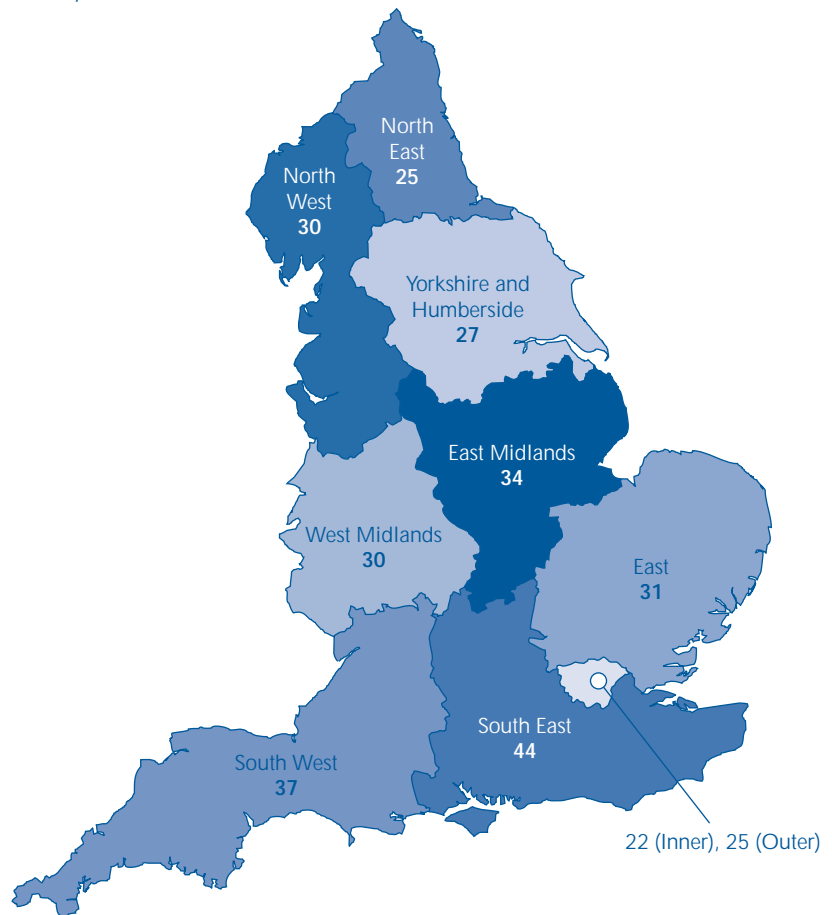 North
East
25
North
West
30
Yorkshire and
Humberside
27
East Midlands
34
West Midlands
30
East
31
South East
44
South West
37
22 (Inner), 25 (Outer)